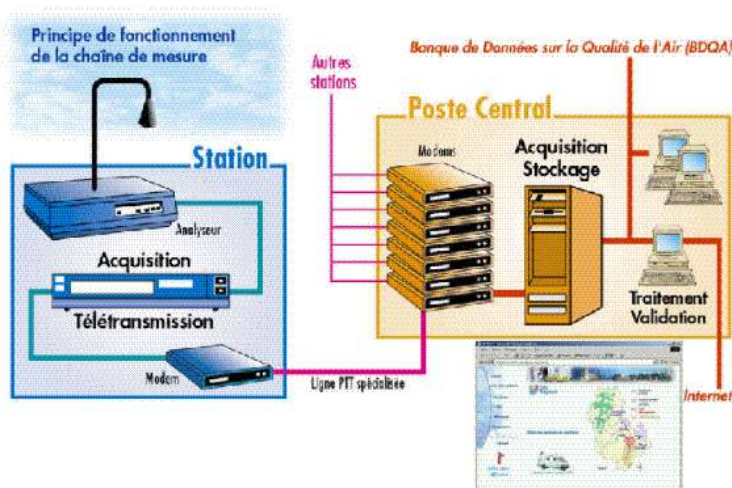 Principe de fonctionnement
de la chaîne de mesure
Banque de Données sur la Qualité de l'Air (BDQA)
Autres
stations
Poste Central
Station
Modems
Acquisition
Stockage
Analyseur
Acquisition
Télétransmission
Traitement
Validation
Modem
Ligne PTT spécialisée
Internet